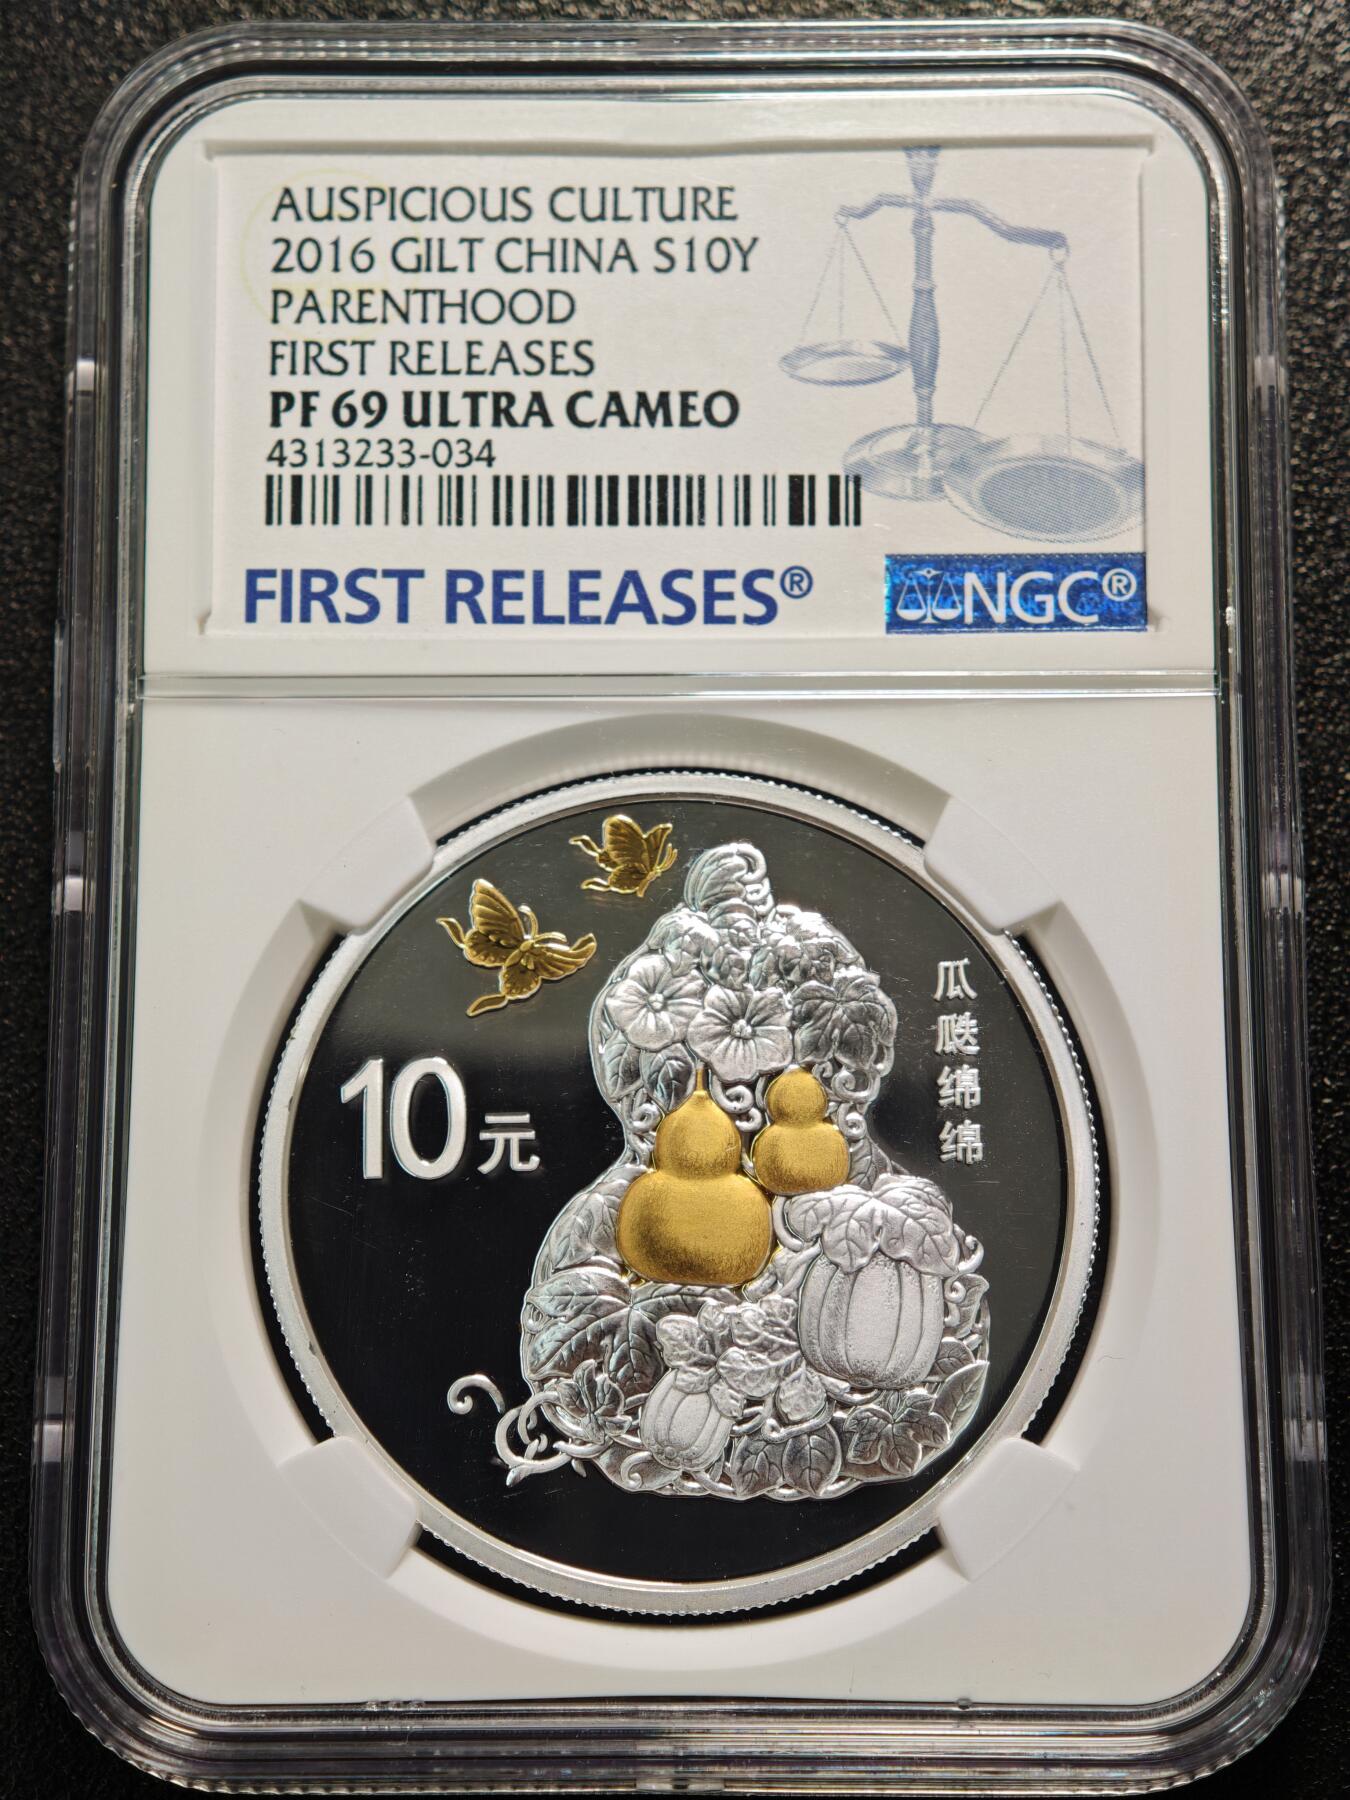 AUSPICIOUS CULTURE
2016 GILT CHINA S10Y
PARENTHOOD
FIRST RELEASES
PF 69 ULTRA CAMEO
4313233-034
FIRST RELEASES®
NGC®
10元
瓜瓞绵绵